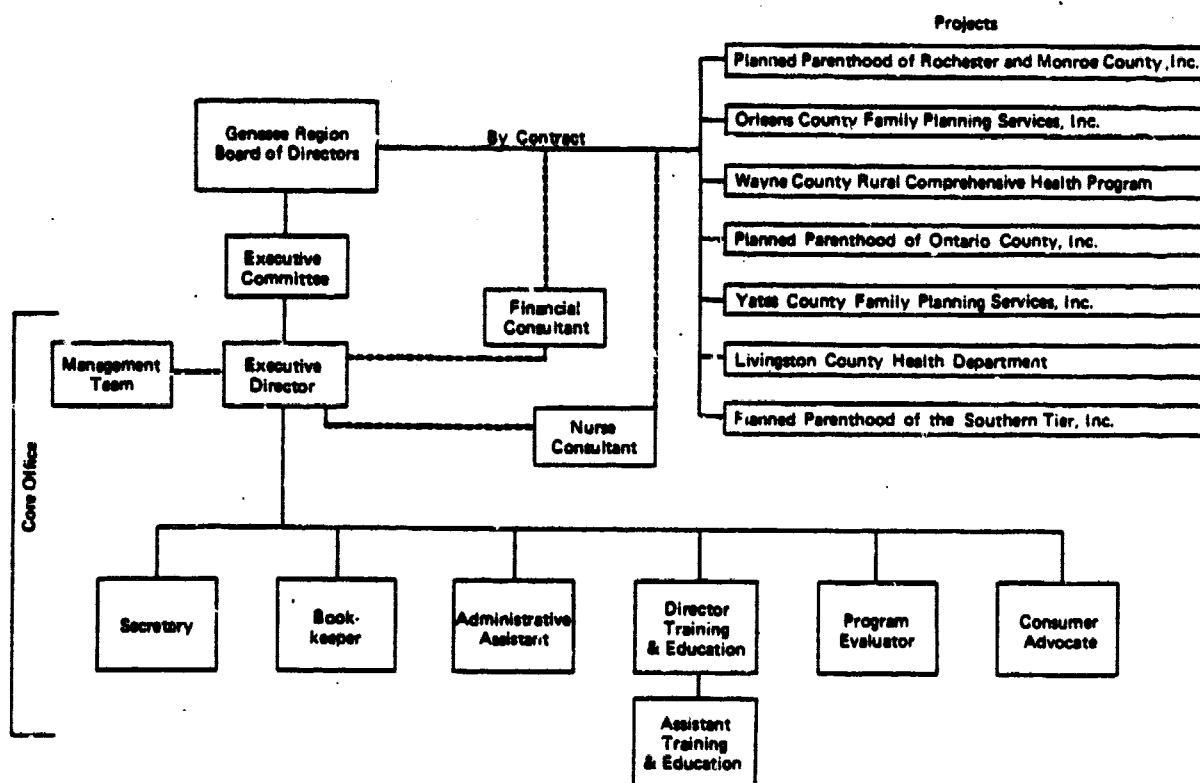 Projects
Planned Parenthood of Rochester and Monroe County, Inc.
Genesee Region
Board of Directors
By Contract
Orleans County Family Planning Services, Inc.
Wayne County Rural Comprehensive Health Program
Planned Parenthood of Ontario County, Inc.
Executive
Committee
Yates County Family Planning Services, Inc.
Financial
Consultant
Management
Team
Executive
Director
Livingston County Health Department
Planned Parenthood of the Southern Tier, Inc.
Nurse
Consultant
Core Office
Secretary
Book-
keeper
Administrative
Assistant
Director
Training
& Education
Program
Evaluator
Consumer
Advocate
Assistant
Training
& Education